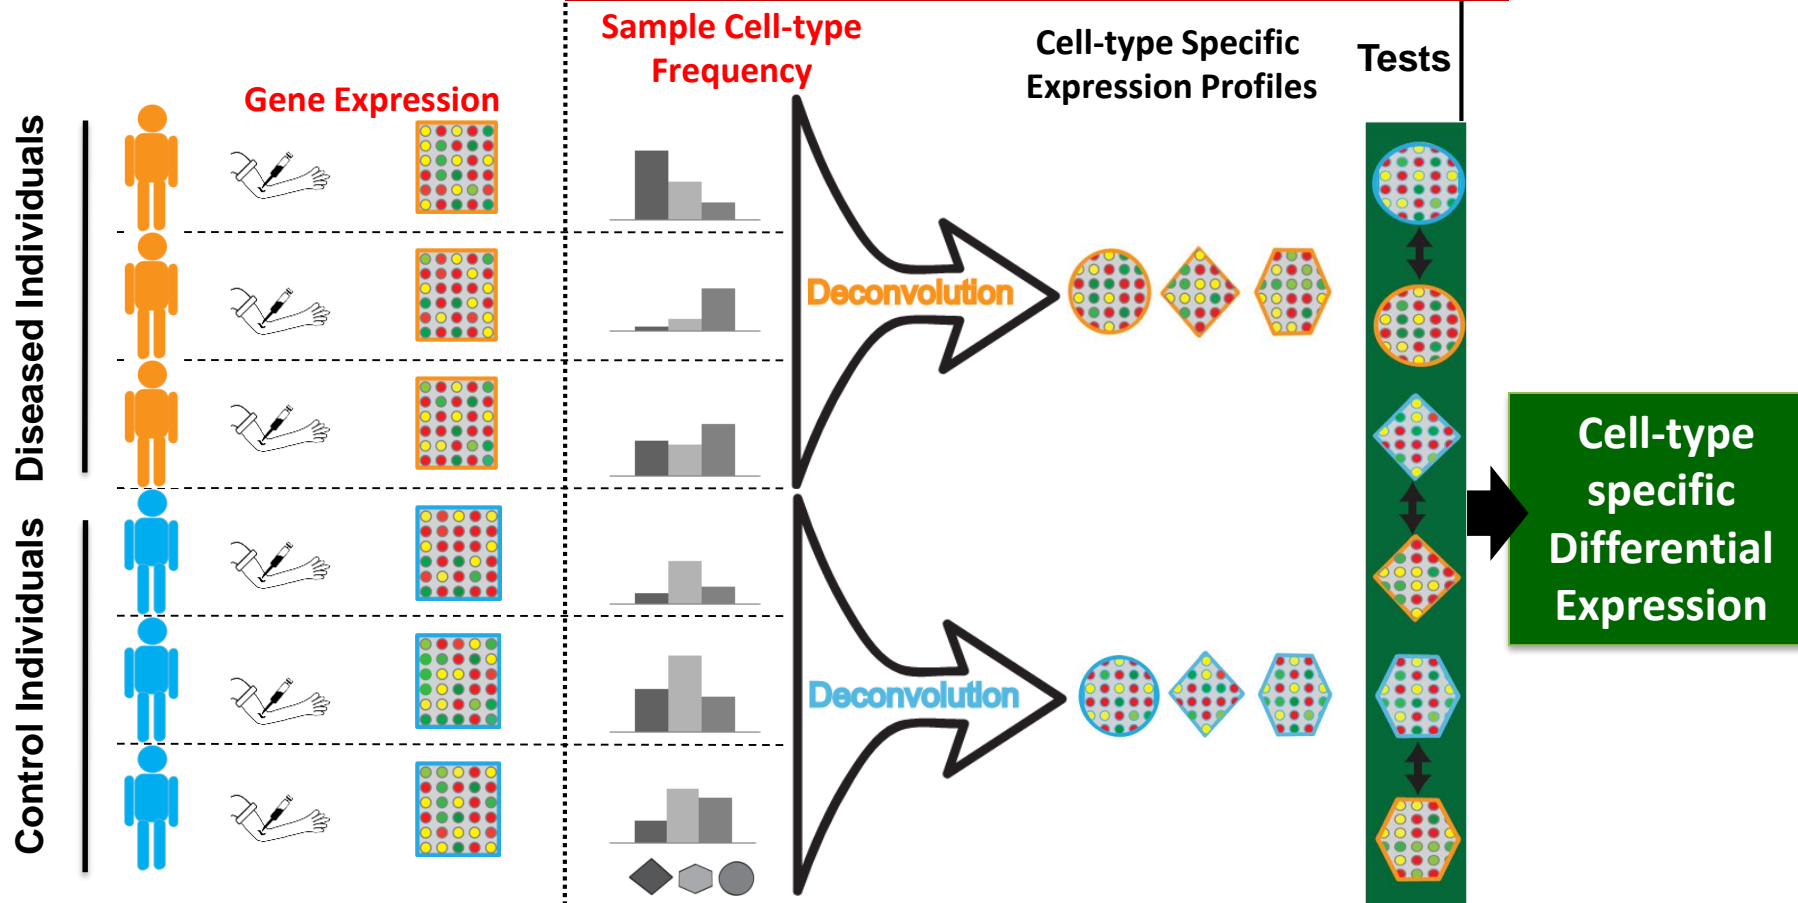 Sample Cell-type
Frequency
Cell-type Specific
Expression Profiles
Tests
Gene Expression
Diseased Individuals
Deconvolution
Cell-type
specific
Differential
Expression
Control Individuals
Deconvolution